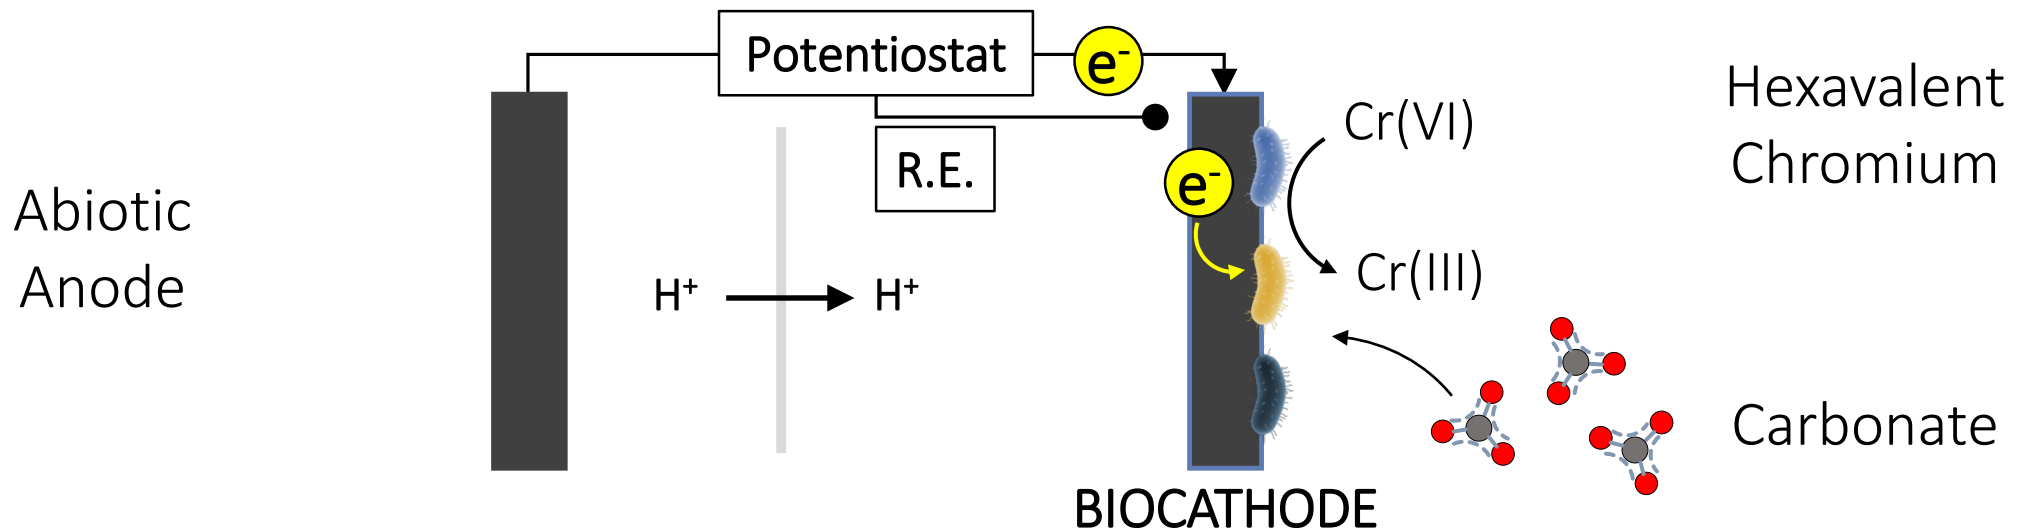 Potentiostat
e⁻
R.E.
e⁻
Abiotic
Anode
H⁺
H⁺
Cr(VI)
Cr(III)
Hexavalent
Chromium
Carbonate
BIOCATHODE